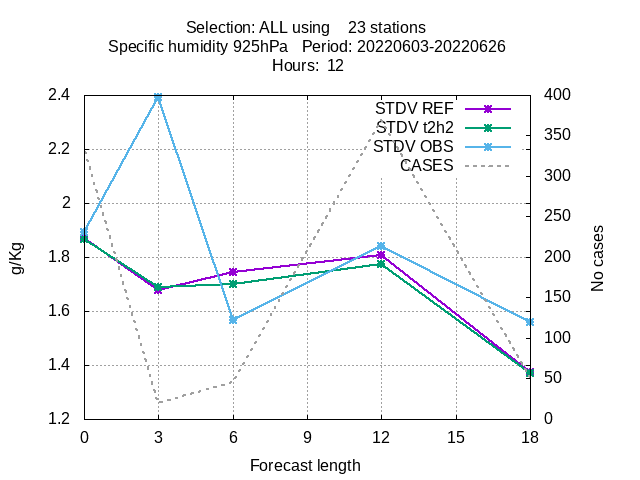 Selection: ALL using 23 stations
Specific humidity 925hPa Period: 20220603-20220626
Hours: 12
2.4
2.2
2
1.8
1.6
1.4
1.2
g/Kg
STDV REF
STDV t2h2
STDV OBS
CASES
400
350
300
250
200
150
100
50
0
No cases
0 3 6 9 12 15 18
Forecast length